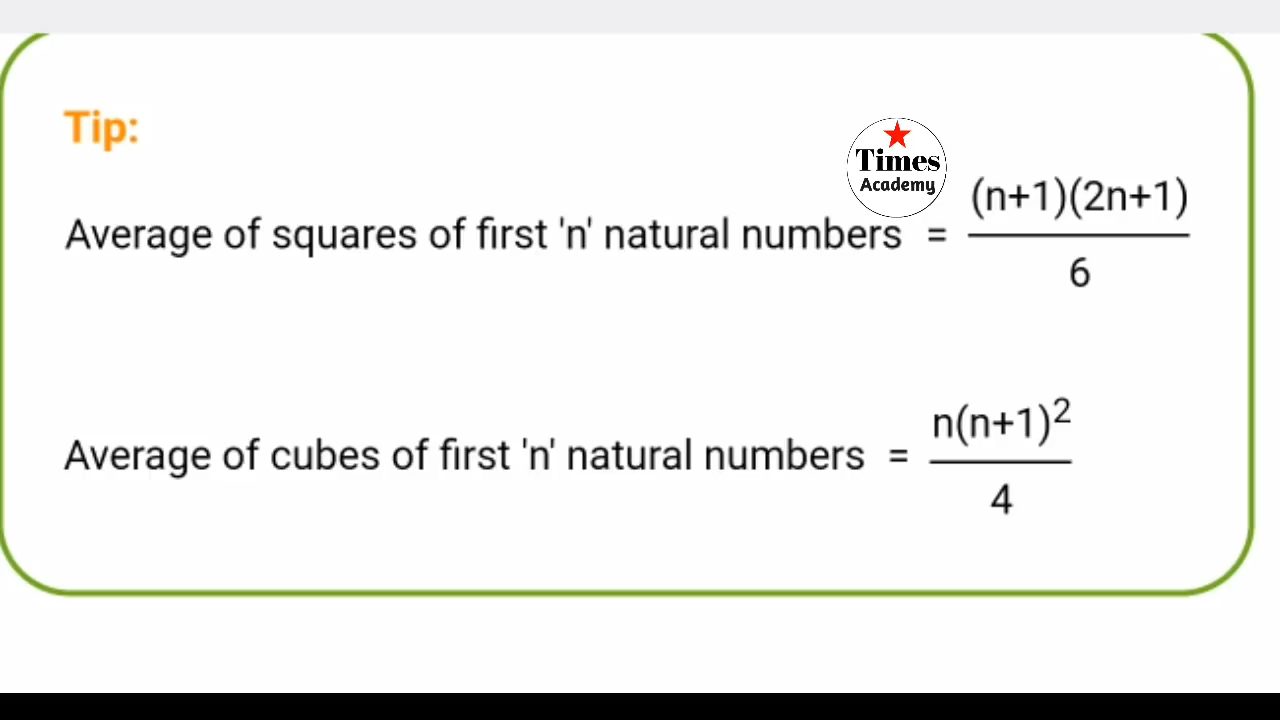 Tip:
Times
Academy
Average of squares of first 'n' natural numbers = (n+1)(2n+1)
6
Average of cubes of first 'n' natural numbers = n(n+1)²
4